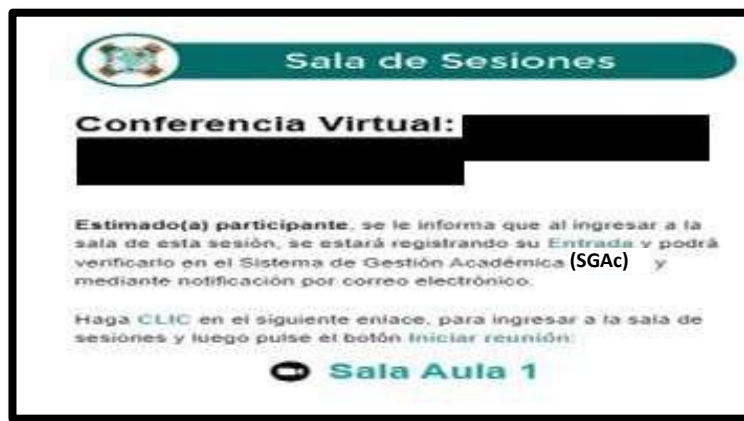 Sala de Sesiones
Conferencia Virtual:
Estimado(a) participante, se le informa que al ingresar a la
sala de esta sesión, se estará registrando su Entrada y podrá
verificarlo en el Sistema de Gestión Académica (SGAc) y
mediante notificación por correo electrónico.
Haga CLIC en el siguiente enlace, para ingresar a la sala de
sesiones y luego pulse el botón Iniciar reunión:
Sala Aula 1